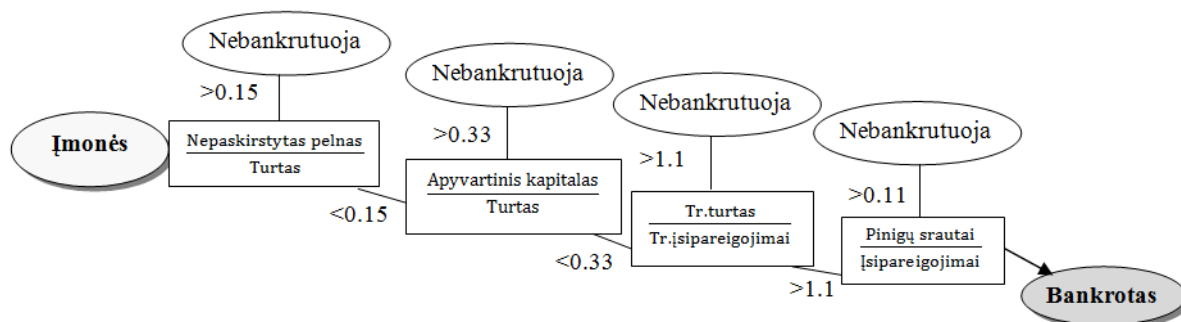 Nebankrutuoja
>0.15
Įmonės
Nepaskirstytas pelnas
Turtas
<0.15
Nebankrutuoja
>0.33
Apyvartinis kapitalas
Turtas
<0.33
Nebankrutuoja
>1.1
Tr.turtas
Tr.įsipareigojimai
>1.1
Nebankrutuoja
>0.11
Pinigų srautai
Įsipareigojimai
Bankrotas